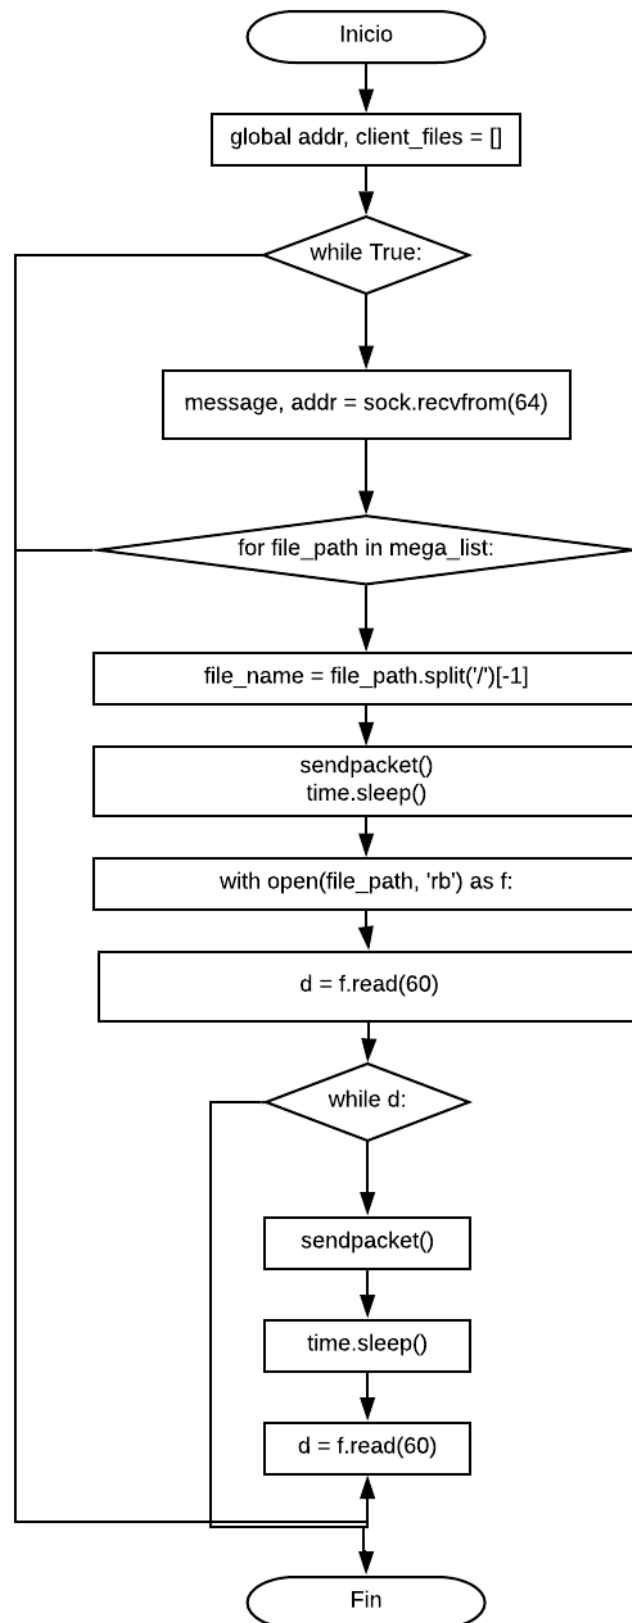 Inicio
global addr, client_files = []
while True:
message, addr = sock.recvfrom(64)
for file_path in mega_list:
file_name = file_path.split('/')[-1]
sendpacket()
time.sleep()
with open(file_path, 'rb') as f:
d = f.read(60)
while d:
sendpacket()
time.sleep()
d = f.read(60)
Fin